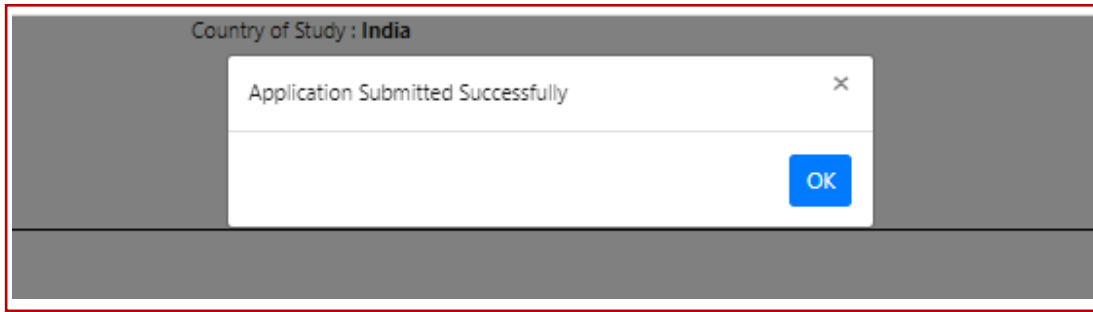 Country of Study : India
Application Submitted Successfully ×
OK